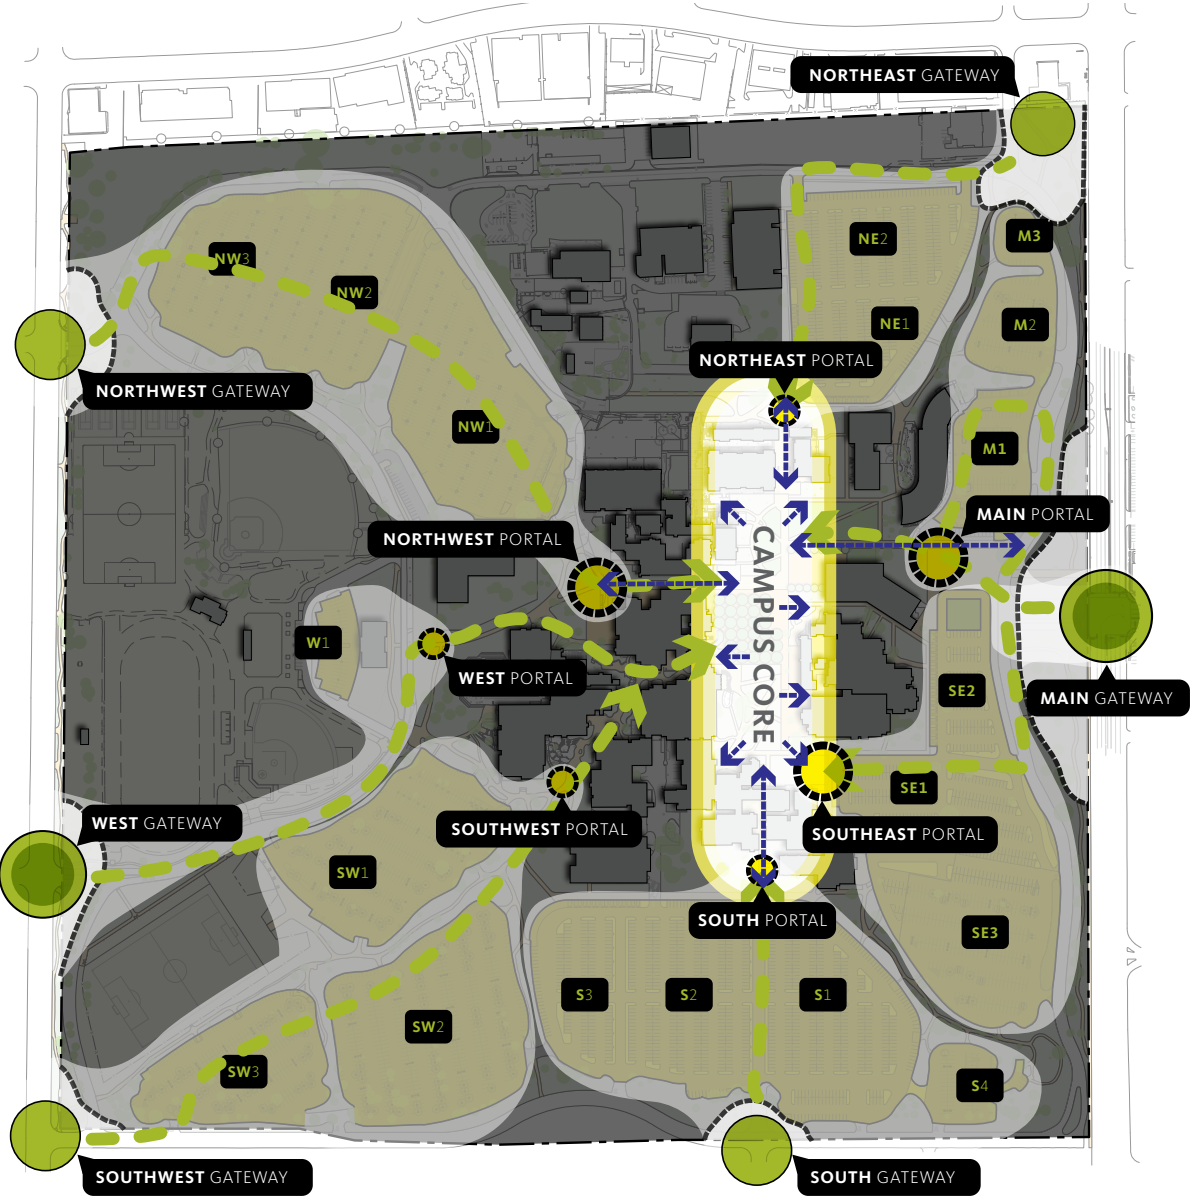 NORTHEAST GATEWAY
M3
NE2
NW3
NW2
M2
NE1
NORTHEAST PORTAL
NORTHWEST GATEWAY
NW1
M1
MAIN PORTAL
NORTHWEST PORTAL
CAMPUS CORE
W1
WEST PORTAL
SE2
MAIN GATEWAY
SE1
WEST GATEWAY
SOUTHWEST PORTAL
SOUTHEAST PORTAL
SW1
SOUTH PORTAL
SE3
S3
S2
S1
SW2
SW3
S4
SOUTHWEST GATEWAY
SOUTH GATEWAY